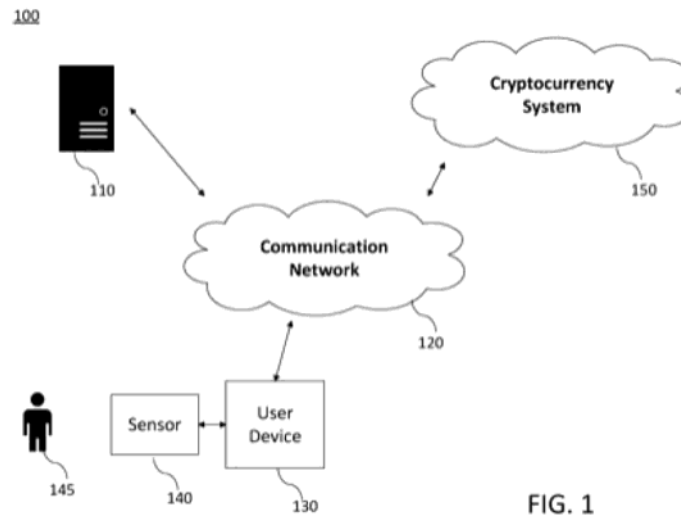 100
Cryptocurrency
System
110
150
Communication
Network
120
Sensor
User
Device
145
140
130
FIG. 1